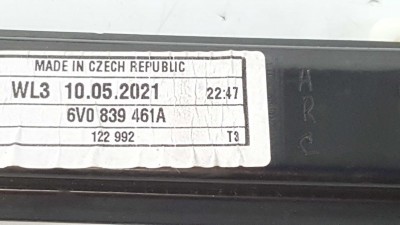 MADE IN CZECH REPUBLIC
WL3 10.05.2021 22:47
6V0 839 461A
122 992 T3
A R C